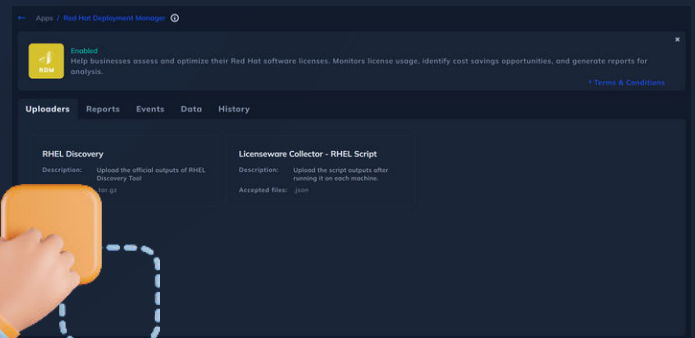 ← Apps / Red Hat Deployment Manager
RDM
Enabled
Help businesses assess and optimize their Red Hat software licenses. Monitors license usage, identify cost savings opportunities, and generate reports for
analysis.
* Terms & Conditions
Uploaders Reports Events Data History
RHEL Discovery
Description: Upload the official outputs of RHEL
Discovery Tool
tar.gz
Licenseware Collector - RHEL Script
Description: Upload the script outputs after
running it on each machine.
Accepted files: .json